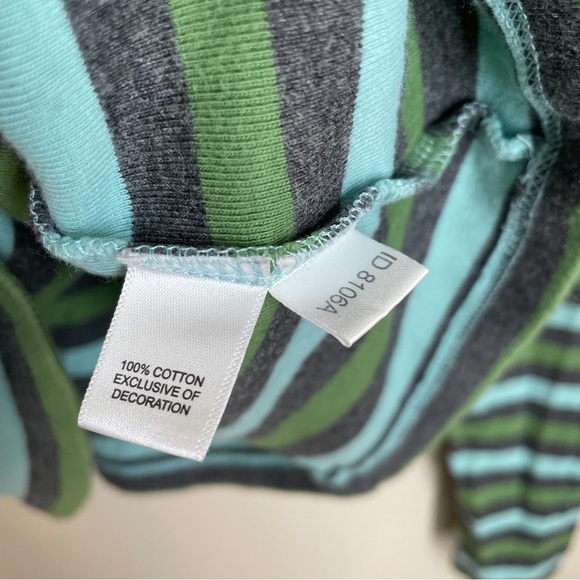 100% COTTON
EXCLUSIVE OF
DECORATION
ID 8106A